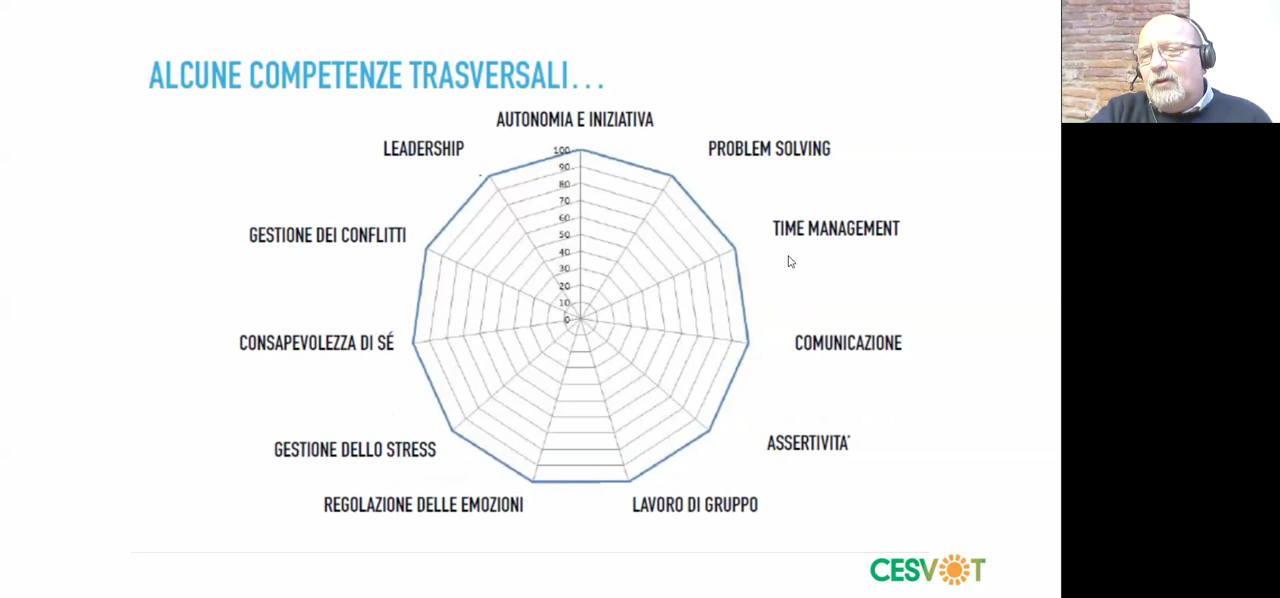 ALCUNE COMPETENZE TRASVERSALI...
AUTONOMIA E INIZIATIVA
LEADERSHIP
PROBLEM SOLVING
GESTIONE DEI CONFLITTI
TIME MANAGEMENT
CONSAPEVOLEZZA DI SÉ
COMUNICAZIONE
GESTIONE DELLO STRESS
ASSERTIVITA'
REGOLAZIONE DELLE EMOZIONI
LAVORO DI GRUPPO
100
90
80
70
60
50
40
30
20
10
0
CESVOT